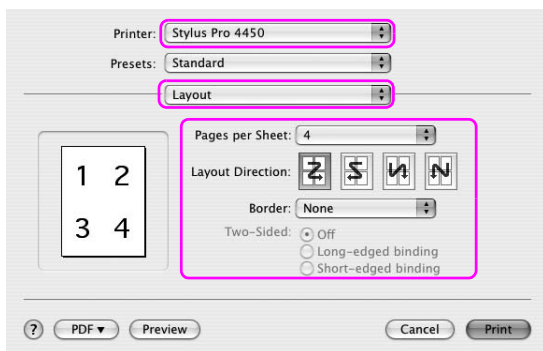 Printer: Stylus Pro 4450
Presets: Standard
Layout
Pages per Sheet: 4
Layout Direction:
Border: None
Two-Sided: Off
Long-edged binding
Short-edged binding
1 2
3 4
? PDF▼ Preview Cancel Print